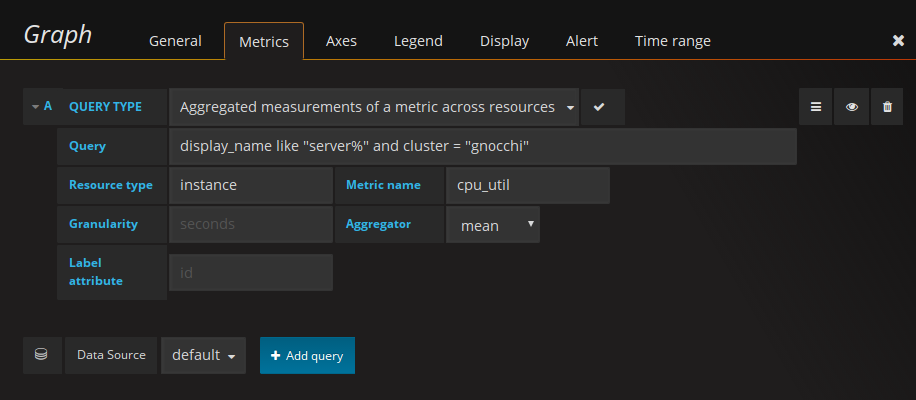 Graph General Metrics Axes Legend Display Alert Time range
A QUERY TYPE Aggregated measurements of a metric across resources
Query display_name like "server%" and cluster = "gnocchi"
Resource type instance Metric name cpu_util
Granularity seconds Aggregator mean
Label attribute id
Data Source default Add query